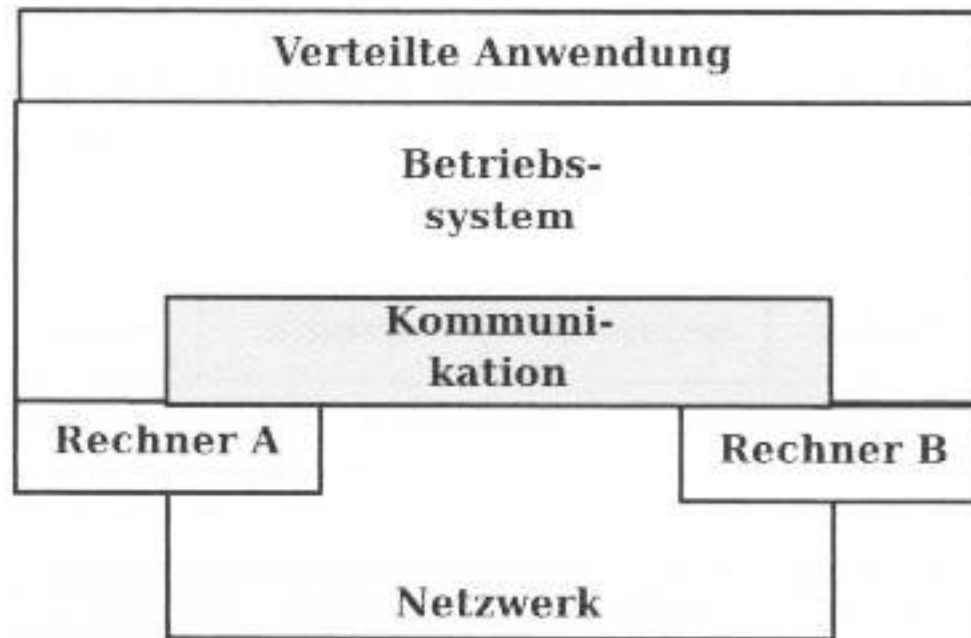 Verteilte Anwendung
Betriebs-
system
Kommuni-
kation
Rechner A
Rechner B
Netzwerk